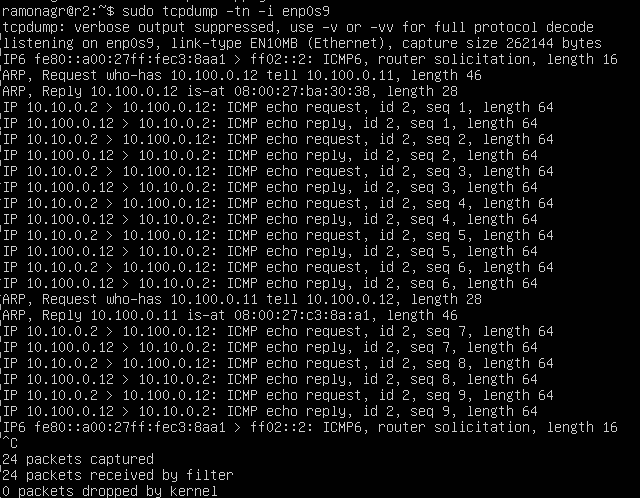 ramonagr@r2:~$ sudo tcpdump -tn -i enp0s9
tcpdump: verbose output suppressed, use -v or -vv for full protocol decode
listening on enp0s9, link-type EN10MB (Ethernet), capture size 262144 bytes
IP6 fe80::a00:27ff:fec3:8aa1 > ff02::2: ICMP6, router solicitation, length 16
ARP, Request who-has 10.100.0.12 tell 10.100.0.11, length 46
ARP, Reply 10.100.0.12 is-at 08:00:27:ba:30:38, length 28
IP 10.10.0.2 > 10.100.0.12: ICMP echo request, id 2, seq 1, length 64
IP 10.100.0.12 > 10.10.0.2: ICMP echo reply, id 2, seq 1, length 64
IP 10.10.0.2 > 10.100.0.12: ICMP echo request, id 2, seq 2, length 64
IP 10.100.0.12 > 10.10.0.2: ICMP echo reply, id 2, seq 2, length 64
IP 10.10.0.2 > 10.100.0.12: ICMP echo request, id 2, seq 3, length 64
IP 10.100.0.12 > 10.10.0.2: ICMP echo reply, id 2, seq 3, length 64
IP 10.10.0.2 > 10.100.0.12: ICMP echo request, id 2, seq 4, length 64
IP 10.100.0.12 > 10.10.0.2: ICMP echo reply, id 2, seq 4, length 64
IP 10.10.0.2 > 10.100.0.12: ICMP echo request, id 2, seq 5, length 64
IP 10.100.0.12 > 10.10.0.2: ICMP echo reply, id 2, seq 5, length 64
IP 10.10.0.2 > 10.100.0.12: ICMP echo request, id 2, seq 6, length 64
IP 10.100.0.12 > 10.10.0.2: ICMP echo reply, id 2, seq 6, length 64
ARP, Request who-has 10.100.0.11 tell 10.100.0.12, length 28
ARP, Reply 10.100.0.11 is-at 08:00:27:c3:8a:a1, length 46
IP 10.10.0.2 > 10.100.0.12: ICMP echo request, id 2, seq 7, length 64
IP 10.100.0.12 > 10.10.0.2: ICMP echo reply, id 2, seq 7, length 64
IP 10.10.0.2 > 10.100.0.12: ICMP echo request, id 2, seq 8, length 64
IP 10.100.0.12 > 10.10.0.2: ICMP echo reply, id 2, seq 8, length 64
IP 10.10.0.2 > 10.100.0.12: ICMP echo request, id 2, seq 9, length 64
IP 10.100.0.12 > 10.10.0.2: ICMP echo reply, id 2, seq 9, length 64
IP6 fe80::a00:27ff:fec3:8aa1 > ff02::2: ICMP6, router solicitation, length 16
^C
24 packets captured
24 packets received by filter
0 packets dropped by kernel